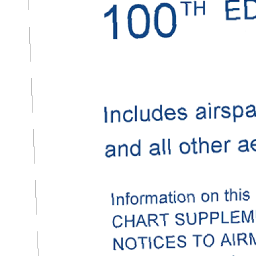 100TH ED
Includes airspa
and all other ae
Information on this
CHART SUPPLEM
NOTICES TO AIRM